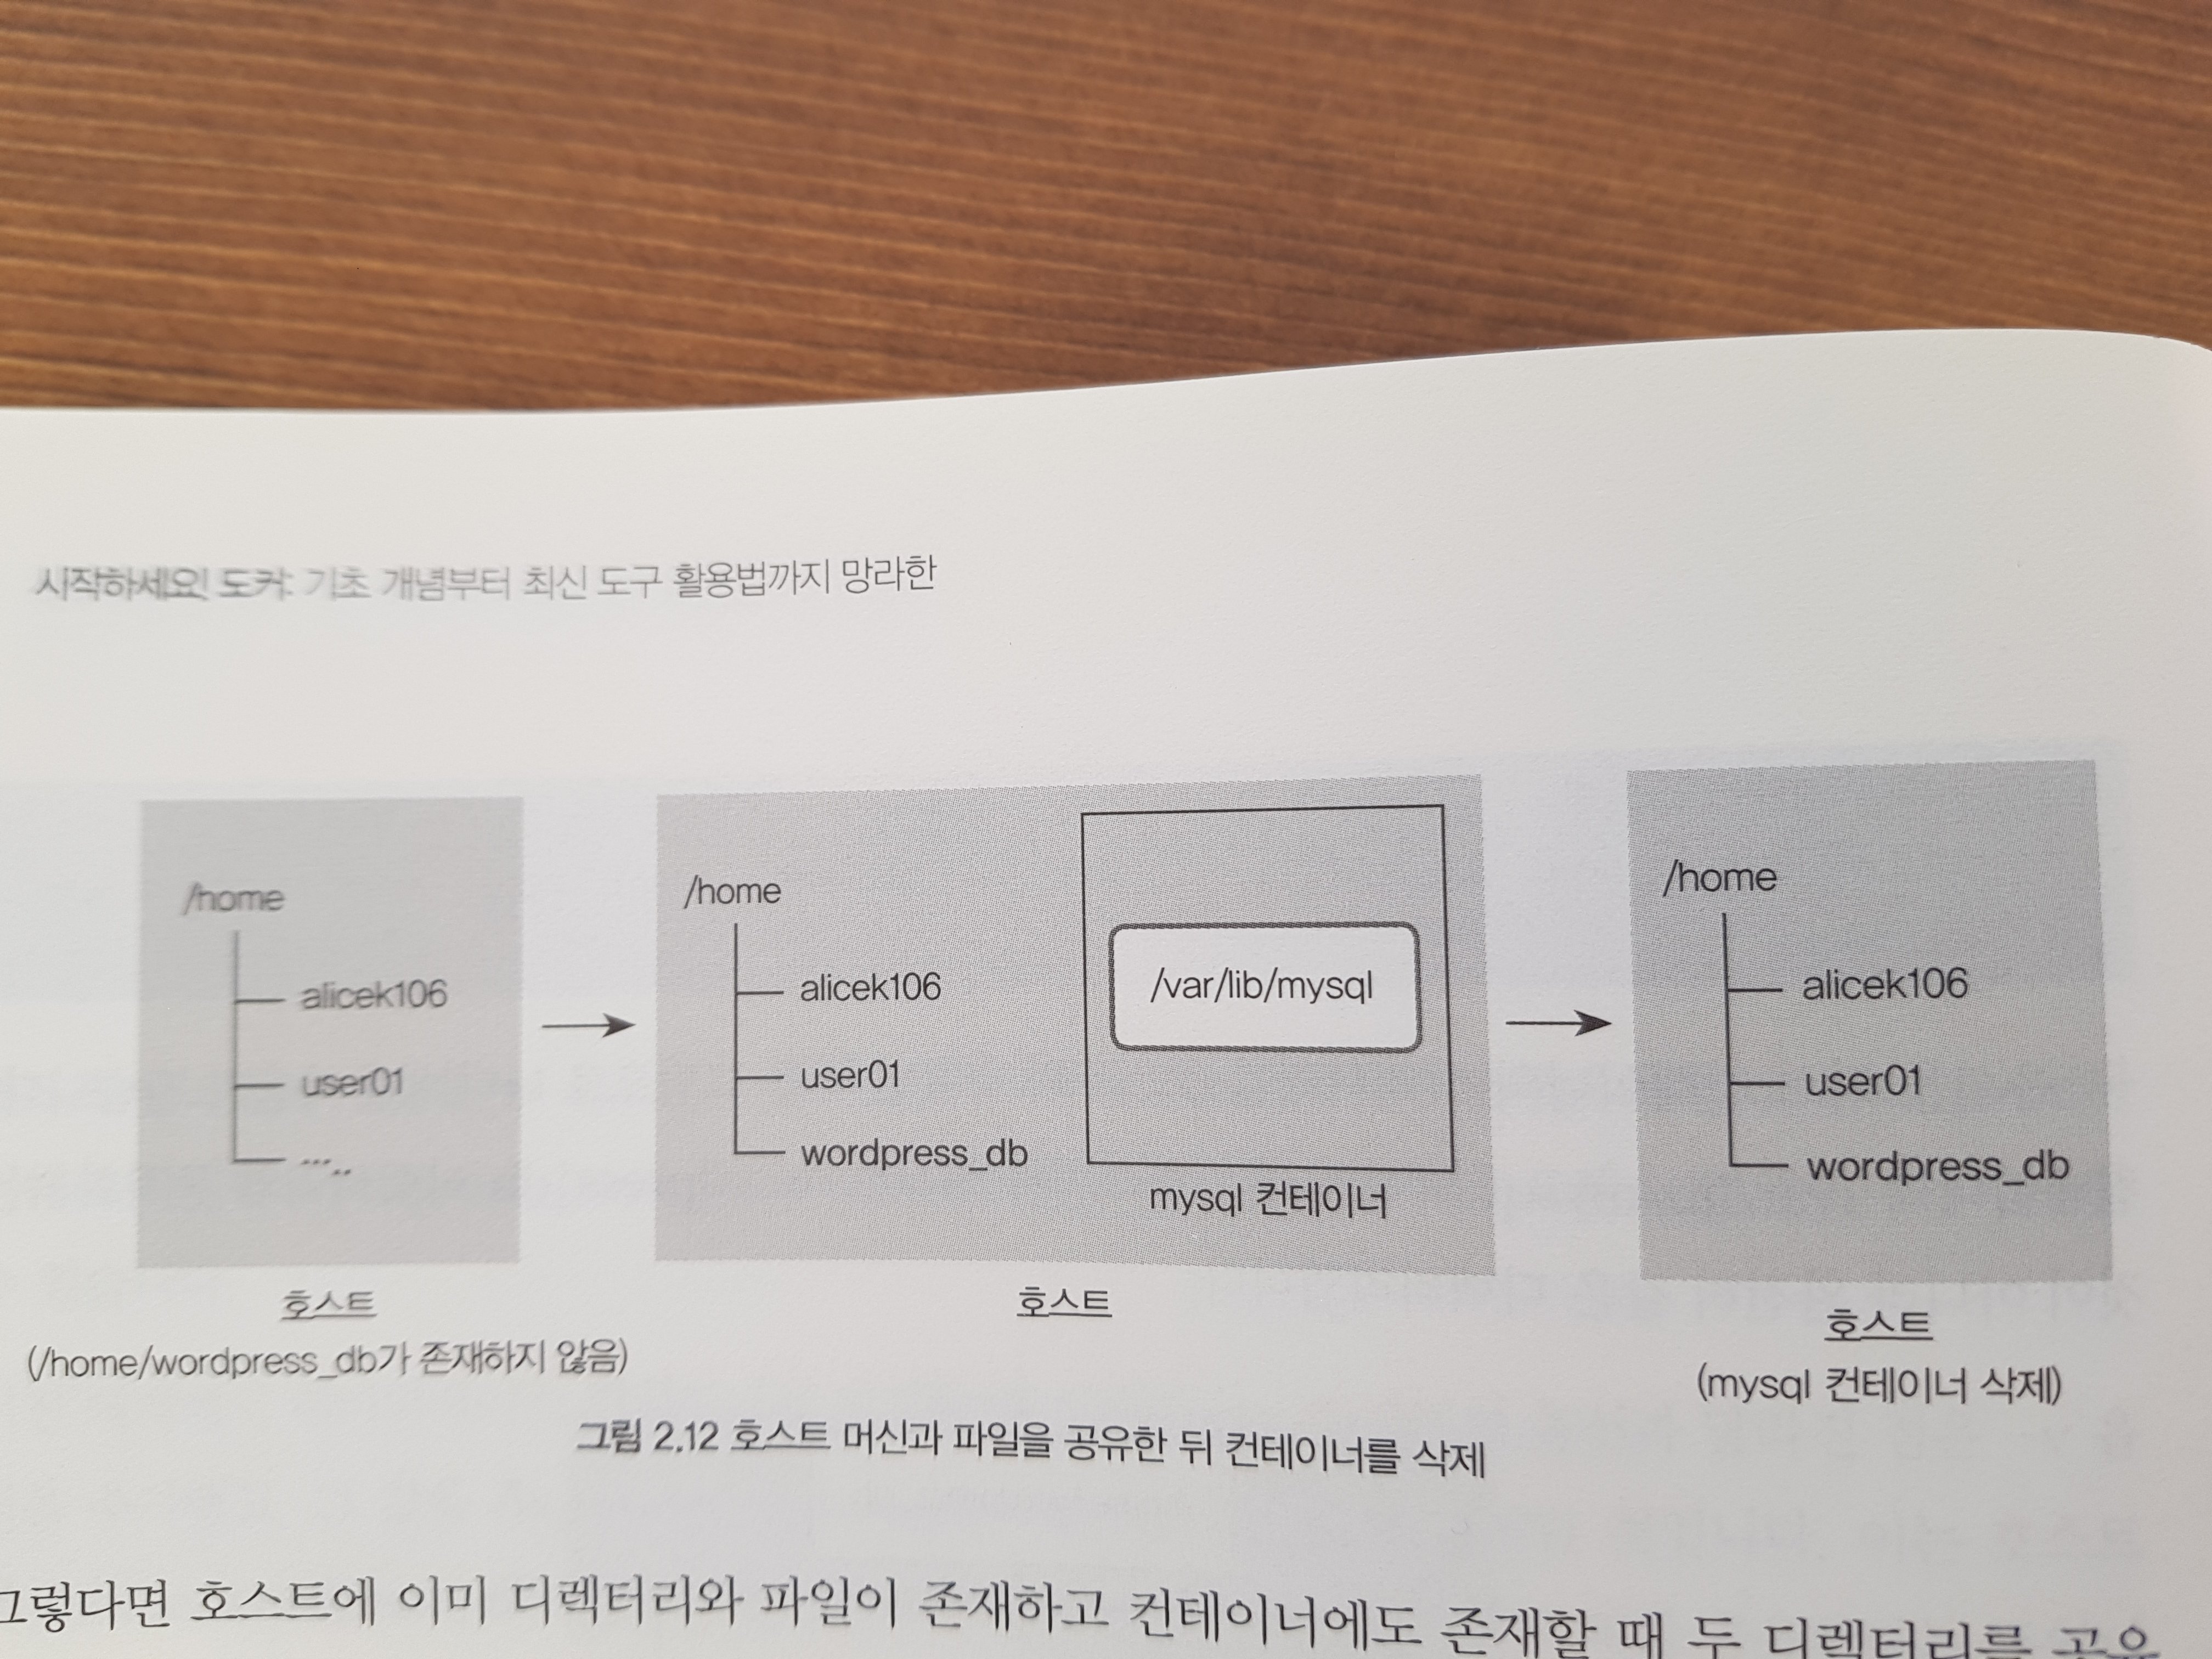 시작하세요! 도커: 기초 개념부터 최신 도구 활용법까지 망라한
/home
alicek106
user01
.....
호스트
(/home/wordpress_db가 존재하지 않음)
/home
alicek106
user01
wordpress_db
/var/lib/mysql
mysql 컨테이너
호스트
/home
alicek106
user01
wordpress_db
호스트
(mysql 컨테이너 삭제)
그림 2.12 호스트 머신과 파일을 공유한 뒤 컨테이너를 삭제
그렇다면 호스트에 이미 디렉터리와 파일이 존재하고 컨테이너에도 존재할 때 두 디렉터리를 공유